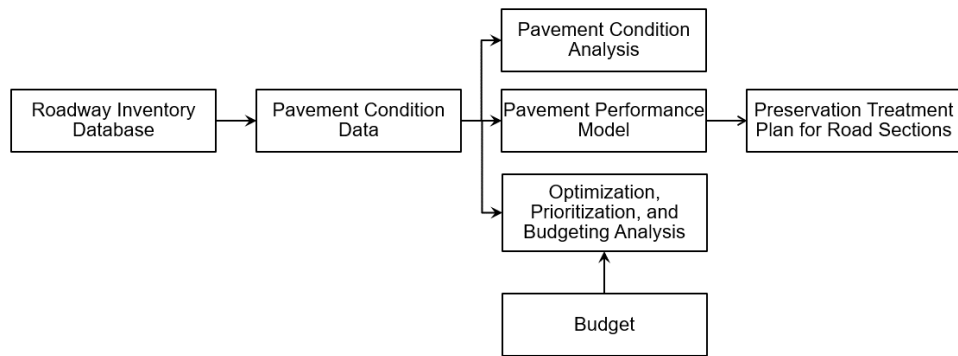 Roadway Inventory
Database
Pavement Condition
Data
Pavement Condition
Analysis
Pavement Performance
Model
Preservation Treatment
Plan for Road Sections
Optimization,
Prioritization, and
Budgeting Analysis
Budget